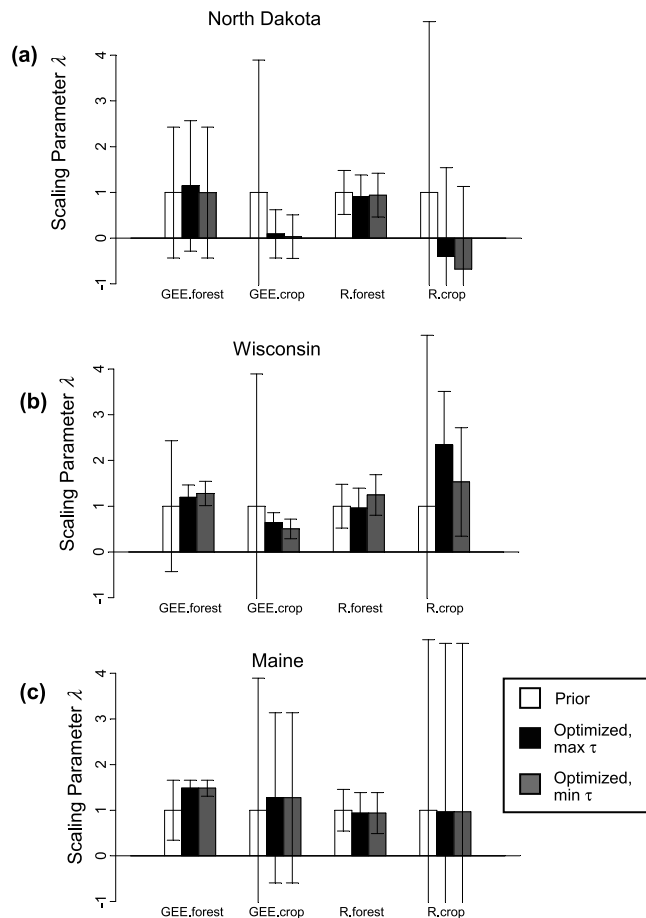 North Dakota
(a)
Scaling Parameter λ
4
3
2
1
0
-1
GEE.forest GEE.crop R.forest R.crop
Wisconsin
(b)
Scaling Parameter λ
4
3
2
1
0
-1
GEE.forest GEE.crop R.forest R.crop
Maine
(c)
Scaling Parameter λ
4
3
2
1
0
-1
GEE.forest GEE.crop R.forest R.crop
Prior
Optimized,
max τ
Optimized,
min τ